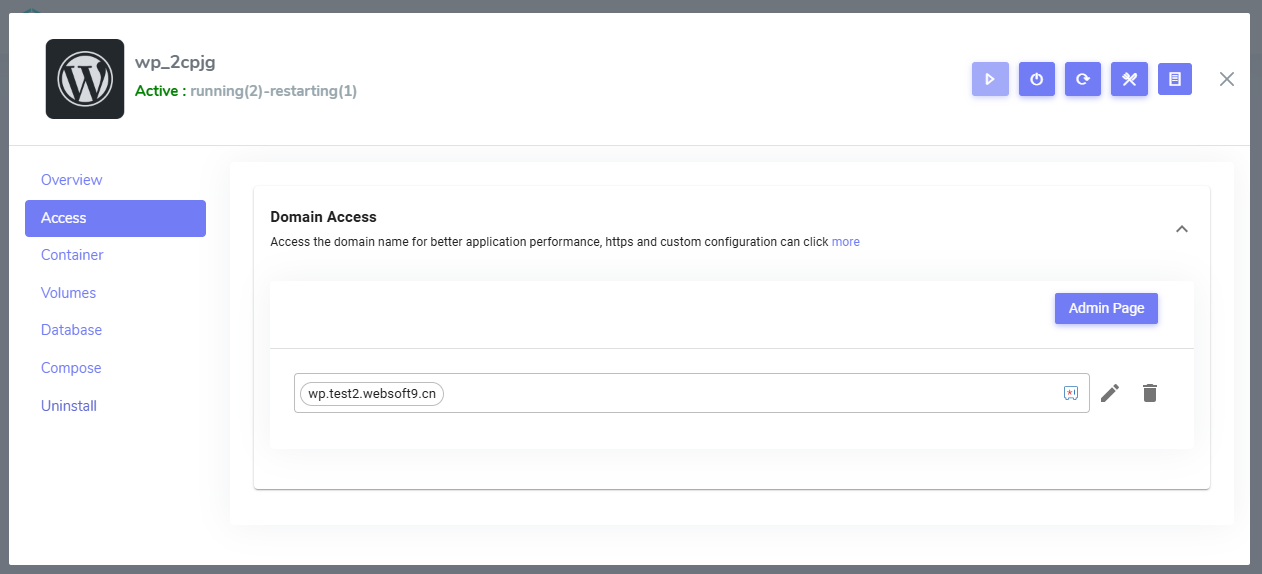 wp_2cpjg
Active : running(2)-restarting(1)
Overview
Access
Container
Volumes
Database
Compose
Uninstall
Domain Access
Access the domain name for better application performance, https and custom configuration can click more
Admin Page
wp.test2.websoft9.cn